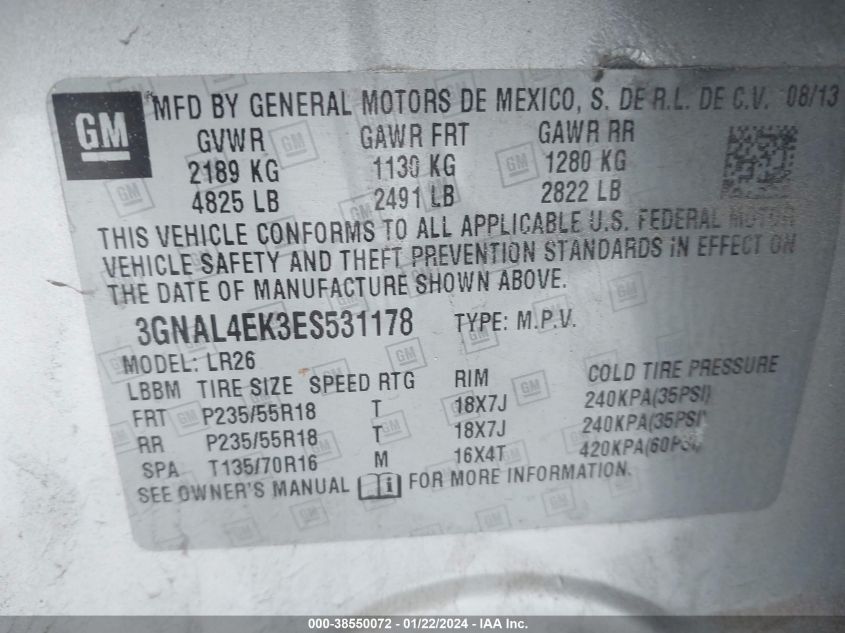 GM
MFD BY GENERAL MOTORS DE MEXICO, S. DE R.L. DE C.V. 08/13
GVWR GAWR FRT GAWR RR
2189 KG 1130 KG 1280 KG
4825 LB 2491 LB 2822 LB
THIS VEHICLE CONFORMS TO ALL APPLICABLE U.S. FEDERAL MOTOR
VEHICLE SAFETY AND THEFT PREVENTION STANDARDS IN EFFECT ON
THE DATE OF MANUFACTURE SHOWN ABOVE.
3GNAL4EK3ES531178 TYPE: M.P.V.
MODEL: LR26
LBBM TIRE SIZE SPEED RTG RIM COLD TIRE PRESSURE
FRT P235/55R18 T 18X7J 240KPA(35PSI)
RR P235/55R18 T 18X7J 240KPA(35PSI)
SPA T135/70R16 M 16X4T 420KPA(60PSI)
SEE OWNER'S MANUAL i FOR MORE INFORMATION.
000-38550072 - 01/22/2024 - IAA Inc.